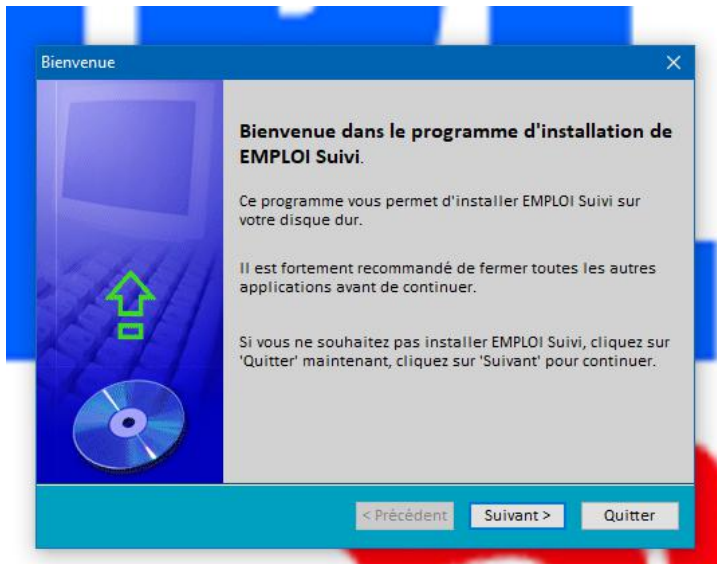 Bienvenue
Bienvenue dans le programme d'installation de
EMPLOI Suivi.
Ce programme vous permet d'installer EMPLOI Suivi sur
votre disque dur.
Il est fortement recommandé de fermer toutes les autres
applications avant de continuer.
Si vous ne souhaitez pas installer EMPLOI Suivi, cliquez sur
'Quitter' maintenant, cliquez sur 'Suivant' pour continuer.
< Précédent Suivant > Quitter